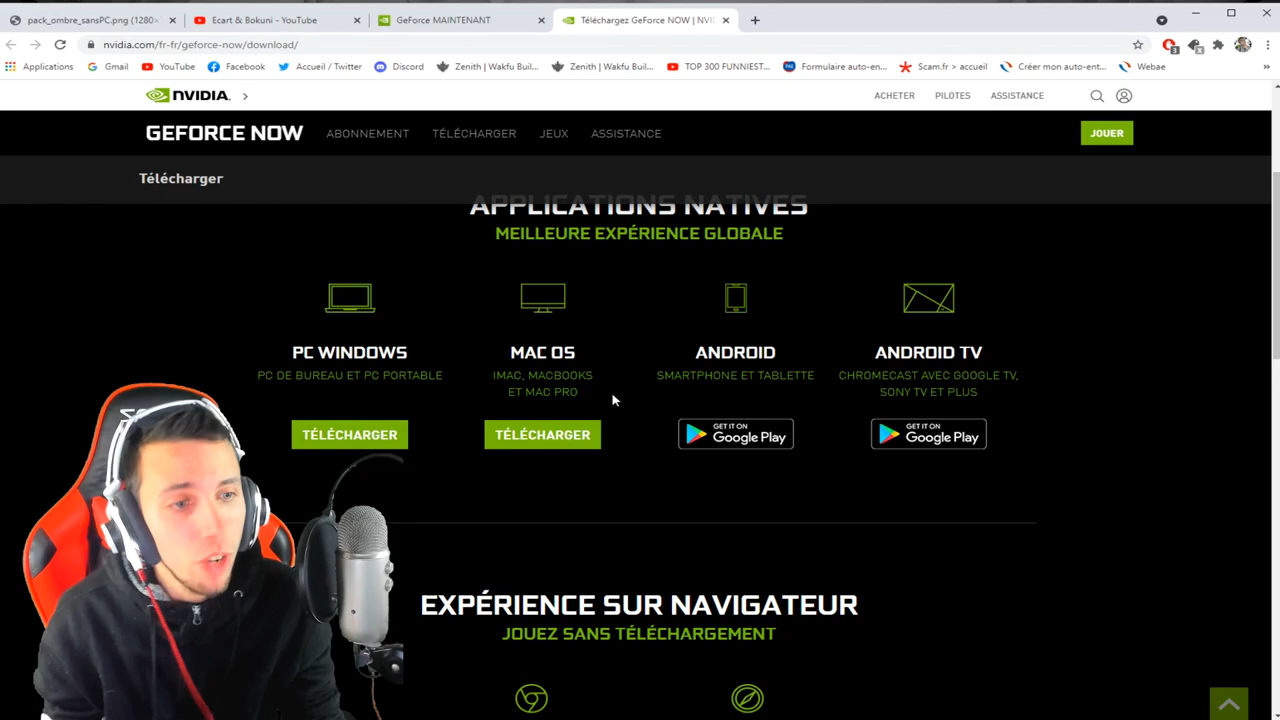 pack_ombre_sansPC.png (1280×
Ecart & Bokuni - YouTube
GeForce MAINTENANT
Téléchargez GeForce NOW | NVI
nvidia.com/fr-fr/geforce-now/download/
Applications
Gmail
YouTube
Facebook
Accueil / Twitter
Discord
Zenith | Wakfu Buil...
Zenith | Wakfu Buil...
TOP 300 FUNNIEST...
Formulaire auto-en...
Scam.fr > accueil
Créer mon auto-ent...
Webae
NVIDIA.
ACHETER
PILOTES
ASSISTANCE
GEFORCE NOW
ABONNEMENT
TÉLÉCHARGER
JEUX
ASSISTANCE
JOUER
Télécharger
APPLICATIONS NATIVES
MEILLEURE EXPÉRIENCE GLOBALE
PC WINDOWS
PC DE BUREAU ET PC PORTABLE
TÉLÉCHARGER
MAC OS
IMAC, MACBOOKS
ET MAC PRO
TÉLÉCHARGER
ANDROID
SMARTPHONE ET TABLETTE
GET IT ON
Google Play
ANDROID TV
CHROMECAST AVEC GOOGLE TV,
SONY TV ET PLUS
GET IT ON
Google Play
EXPÉRIENCE SUR NAVIGATEUR
JOUEZ SANS TÉLÉCHARGEMENT